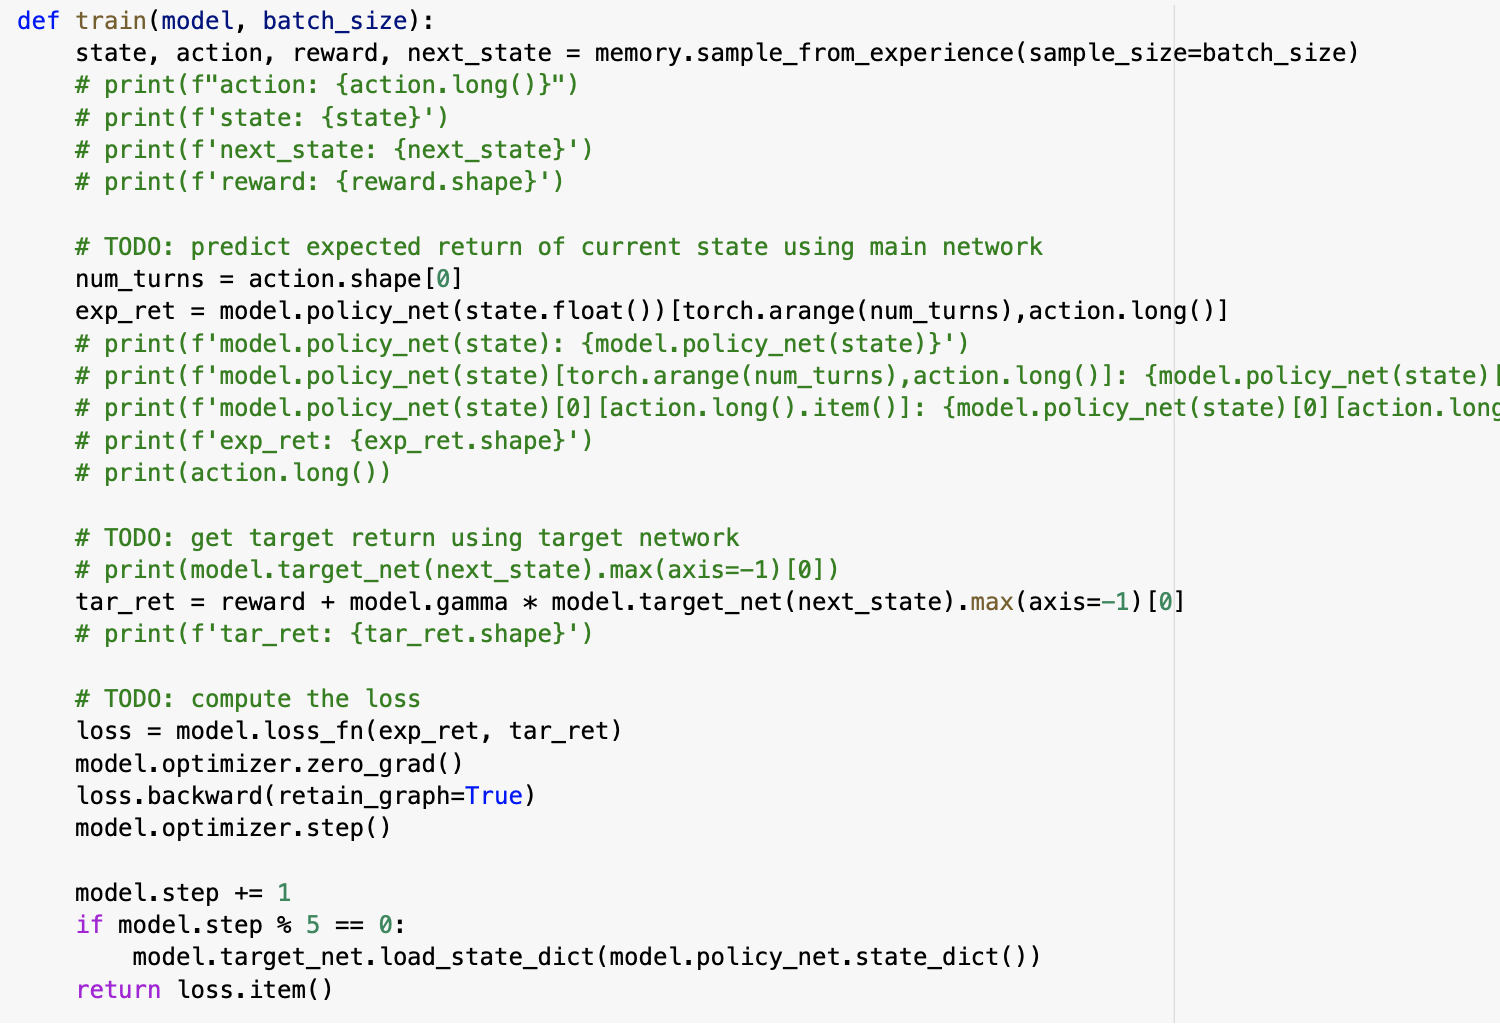 def train(model, batch_size):
    state, action, reward, next_state = memory.sample_from_experience(sample_size=batch_size)
    # print(f"action: {action.long()}")
    # print(f'state: {state}')
    # print(f'next_state: {next_state}')
    # print(f'reward: {reward.shape}')

    # TODO: predict expected return of current state using main network
    num_turns = action.shape[0]
    exp_ret = model.policy_net(state.float())[torch.arange(num_turns),action.long()]
    # print(f'model.policy_net(state): {model.policy_net(state)}')
    # print(f'model.policy_net(state)[torch.arange(num_turns),action.long()]: {model.policy_net(state)[
    # print(f'model.policy_net(state)[0][action.long().item()]: {model.policy_net(state)[0][action.long
    # print(f'exp_ret: {exp_ret.shape}')
    # print(action.long())

    # TODO: get target return using target network
    # print(model.target_net(next_state).max(axis=-1)[0])
    tar_ret = reward + model.gamma * model.target_net(next_state).max(axis=-1)[0]
    # print(f'tar_ret: {tar_ret.shape}')

    # TODO: compute the loss
    loss = model.loss_fn(exp_ret, tar_ret)
    model.optimizer.zero_grad()
    loss.backward(retain_graph=True)
    model.optimizer.step()

    model.step += 1
    if model.step % 5 == 0:
        model.target_net.load_state_dict(model.policy_net.state_dict())
    return loss.item()